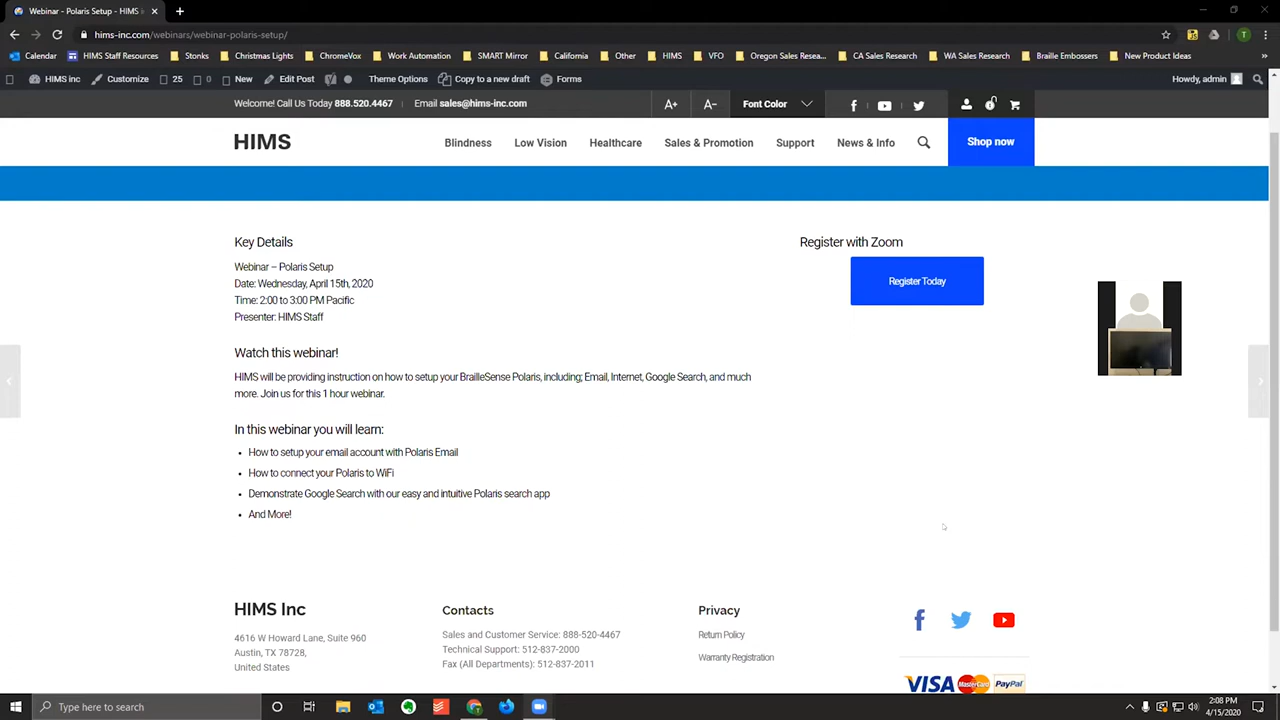 Webinar - Polaris Setup - HIMS
hims-inc.com/webinars/webinar-polaris-setup/
T
Calendar HIMS Staff Resources Stonks Christmas Lights ChromeVox Work Automation SMART Mirror California Other HIMS VFO Oregon Sales Resea... CA Sales Research WA Sales Research Braille Embossers New Product Ideas
HIMS Inc Customize 25 0 New Edit Post Theme Options Copy to a new draft Forms Howdy, admin
Welcome! Call Us Today 888.520.4467 Email sales@hims-inc.com A+ A- Font Color
HIMS Blindness Low Vision Healthcare Sales & Promotion Support News & Info Shop now
Key Details
Webinar – Polaris Setup
Date: Wednesday, April 15th, 2020
Time: 2:00 to 3:00 PM Pacific
Presenter: HIMS Staff
Register with Zoom
Register Today
Watch this webinar!
HIMS will be providing instruction on how to setup your BrailleSense Polaris, including; Email, Internet, Google Search, and much
more. Join us for this 1 hour webinar.
In this webinar you will learn:
• How to setup your email account with Polaris Email
• How to connect your Polaris to WiFi
• Demonstrate Google Search with our easy and intuitive Polaris search app
• And More!
HIMS Inc
4616 W Howard Lane, Suite 960
Austin, TX 78728,
United States
Contacts
Sales and Customer Service: 888-520-4467
Technical Support: 512-837-2000
Fax (All Departments): 512-837-2011
Privacy
Return Policy
Warranty Registration
VISA MasterCard PayPal
Type here to search
2:08 PM
4/15/2020